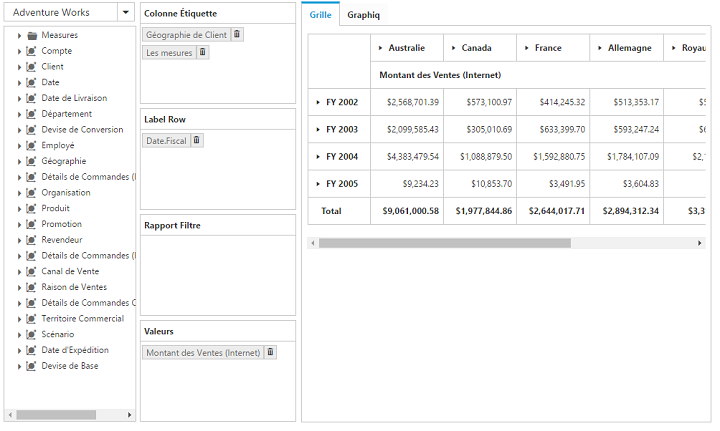 Adventure Works
Measures
Compte
Client
Date
Date de Livraison
Département
Devise de Conversion
Employé
Géographie
Détails de Commandes (
Organisation
Produit
Promotion
Revendeur
Détails de Commandes (
Canal de Vente
Raison de Ventes
Détails de Commandes C
Territoire Commercial
Scénario
Date d'Expédition
Devise de Base
Colonne Étiquette
Géographie de Client
Les mesures
Label Row
Date.Fiscal
Rapport Filtre
Valeurs
Montant des Ventes (Internet)
Grille Graphiq
Australie Canada France Allemagne Royau
Montant des Ventes (Internet)
FY 2002 $2,568,701.39 $573,100.97 $414,245.32 $513,353.17
FY 2003 $2,099,585.43 $305,010.69 $633,399.70 $593,247.24
FY 2004 $4,383,479.54 $1,088,879.50 $1,592,880.75 $1,784,107.09 $2,
FY 2005 $9,234.23 $10,853.70 $3,491.95 $3,604.83
Total $9,061,000.58 $1,977,844.86 $2,644,017.71 $2,894,312.34 $3,3